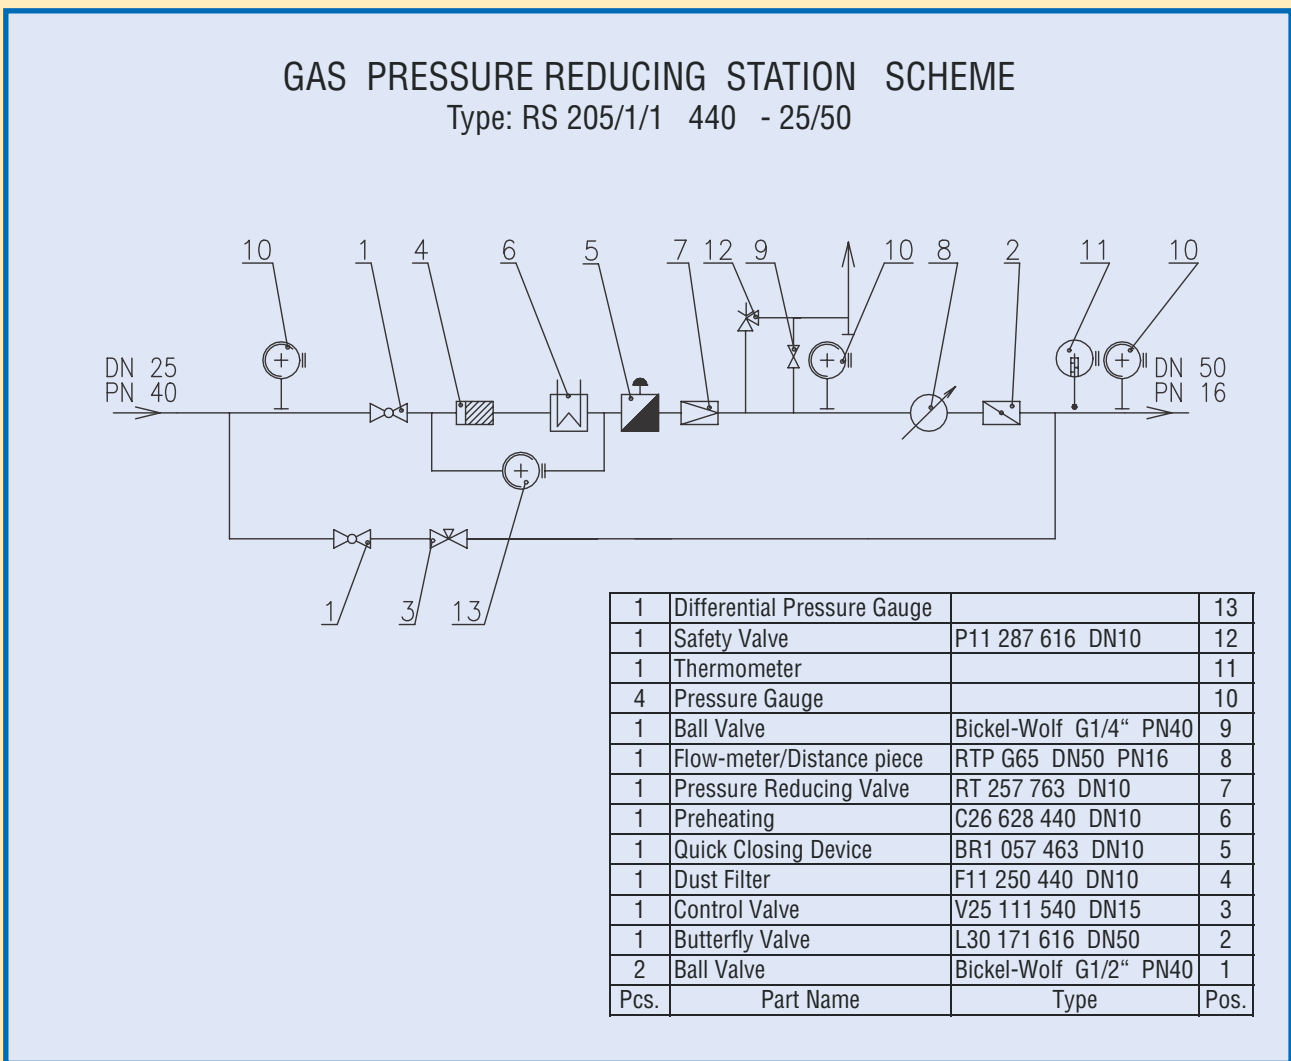 GAS PRESSURE REDUCING STATION SCHEME
Type: RS 205/1/1 440 - 25/50
10 1 4 6 5 7 12 9 10 8 2 11 10
DN 25
PN 40
DN 50
PN 16
1 3 13
1 Differential Pressure Gauge 13
1 Safety Valve P11 287 616 DN10 12
1 Thermometer 11
4 Pressure Gauge 10
1 Ball Valve Bickel-Wolf G1/4“ PN40 9
1 Flow-meter/Distance piece RTP G65 DN50 PN16 8
1 Pressure Reducing Valve RT 257 763 DN10 7
1 Preheating C26 628 440 DN10 6
1 Quick Closing Device BR1 057 463 DN10 5
1 Dust Filter F11 250 440 DN10 4
1 Control Valve V25 111 540 DN15 3
1 Butterfly Valve L30 171 616 DN50 2
2 Ball Valve Bickel-Wolf G1/2“ PN40 1
Pcs. Part Name Type Pos.